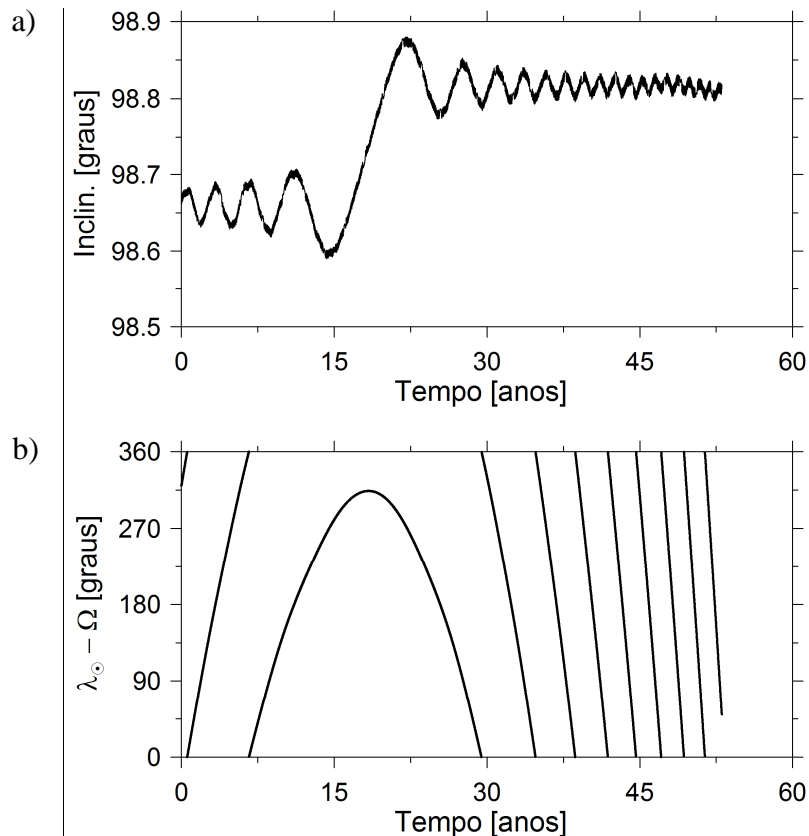 a)
Inclin. [graus]
98.9
98.8
98.7
98.6
98.5
0 15 30 45 60
Tempo [anos]
b)
λ☉ − Ω [graus]
360
270
180
90
0
0 15 30 45 60
Tempo [anos]